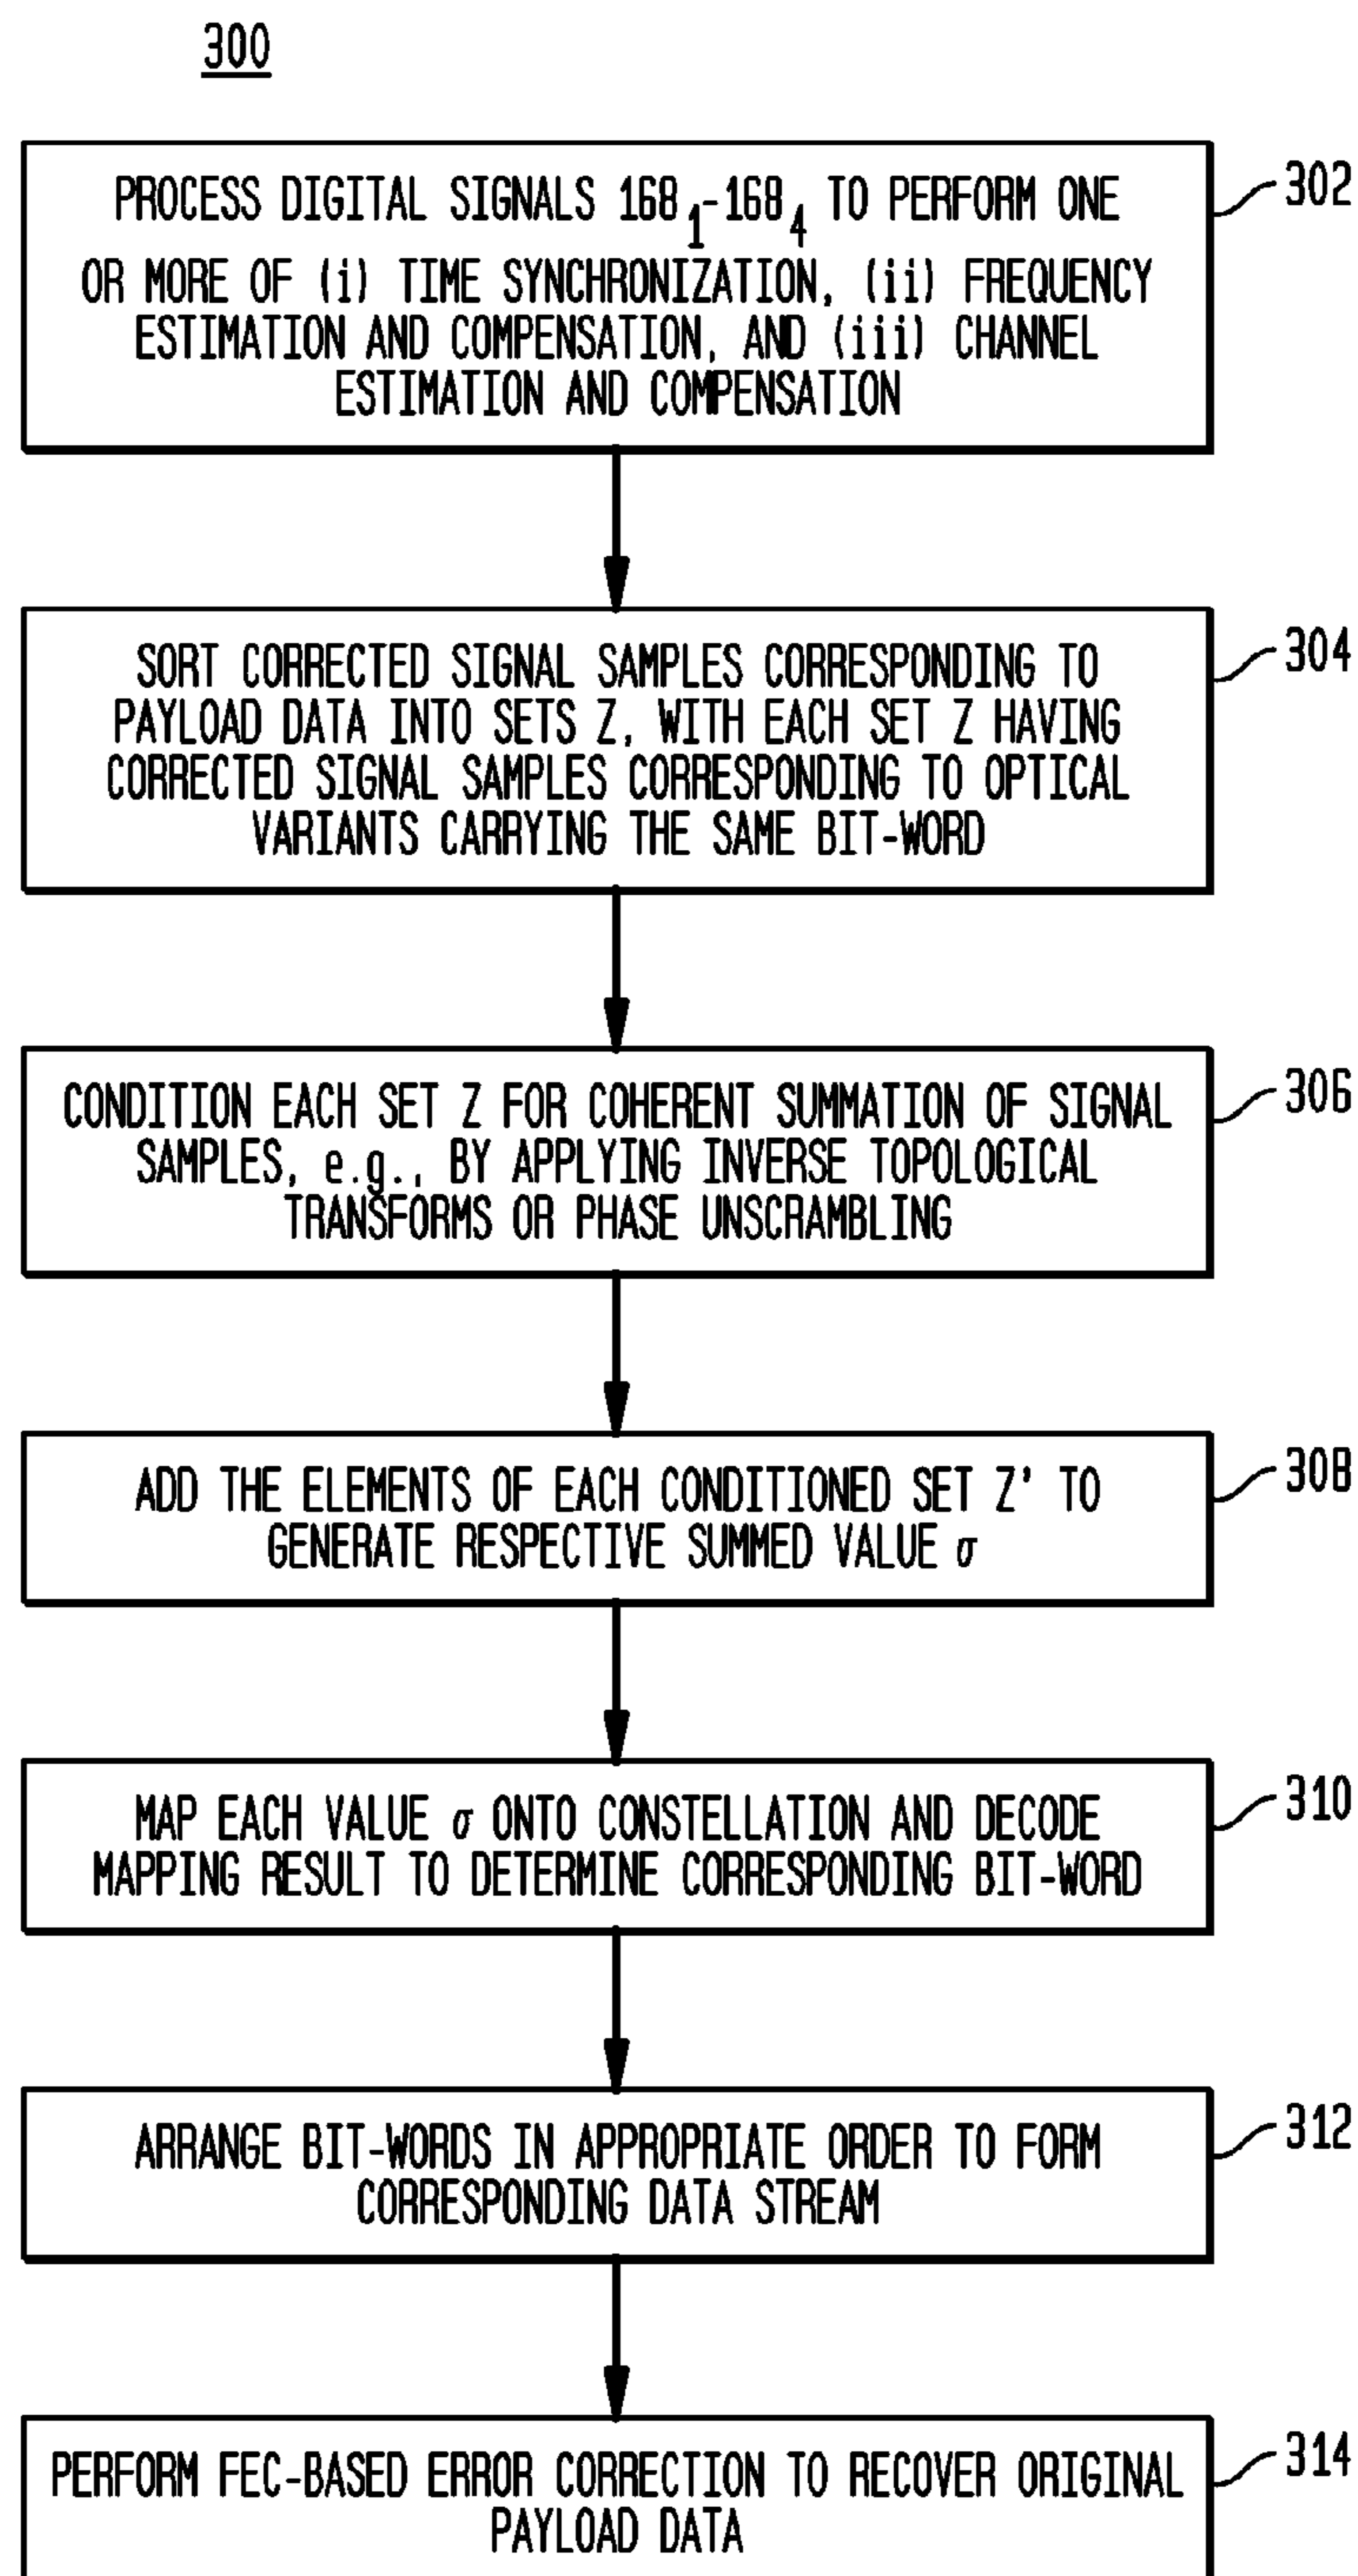 300
PROCESS DIGITAL SIGNALS 168₁-168₄ TO PERFORM ONE
OR MORE OF (i) TIME SYNCHRONIZATION, (ii) FREQUENCY
ESTIMATION AND COMPENSATION, AND (iii) CHANNEL
ESTIMATION AND COMPENSATION
302
SORT CORRECTED SIGNAL SAMPLES CORRESPONDING TO
PAYLOAD DATA INTO SETS Z, WITH EACH SET Z HAVING
CORRECTED SIGNAL SAMPLES CORRESPONDING TO OPTICAL
VARIANTS CARRYING THE SAME BIT-WORD
304
CONDITION EACH SET Z FOR COHERENT SUMMATION OF SIGNAL
SAMPLES, e.g., BY APPLYING INVERSE TOPOLOGICAL
TRANSFORMS OR PHASE UNSCRAMBLING
306
ADD THE ELEMENTS OF EACH CONDITIONED SET Z' TO
GENERATE RESPECTIVE SUMMED VALUE σ
308
MAP EACH VALUE σ ONTO CONSTELLATION AND DECODE
MAPPING RESULT TO DETERMINE CORRESPONDING BIT-WORD
310
ARRANGE BIT-WORDS IN APPROPRIATE ORDER TO FORM
CORRESPONDING DATA STREAM
312
PERFORM FEC-BASED ERROR CORRECTION TO RECOVER ORIGINAL
PAYLOAD DATA
314